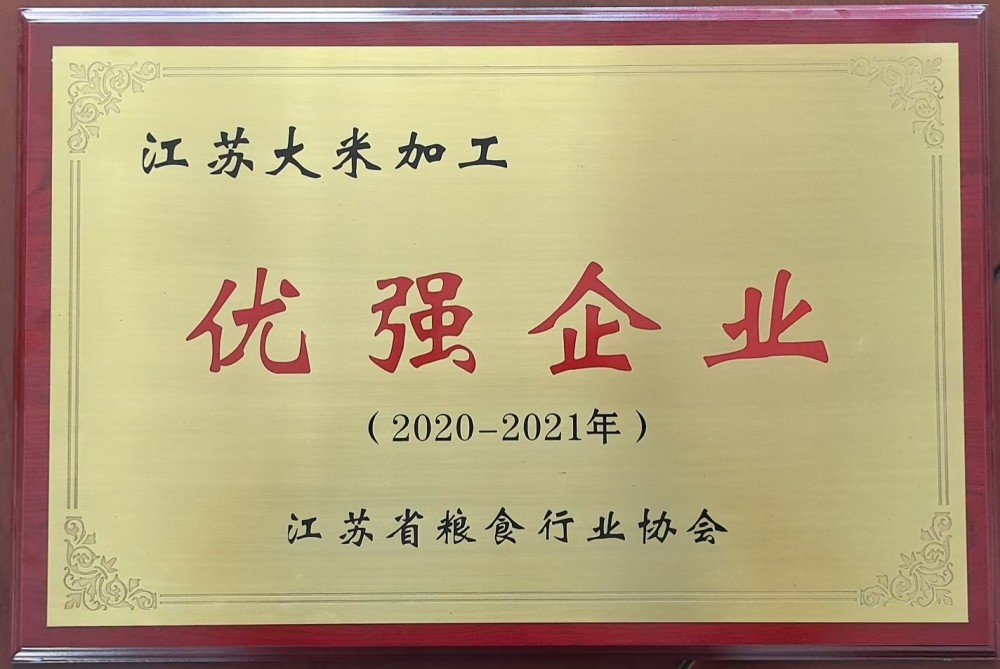 江苏大米加工
优强企业
（2020-2021年）
江苏省粮食行业协会